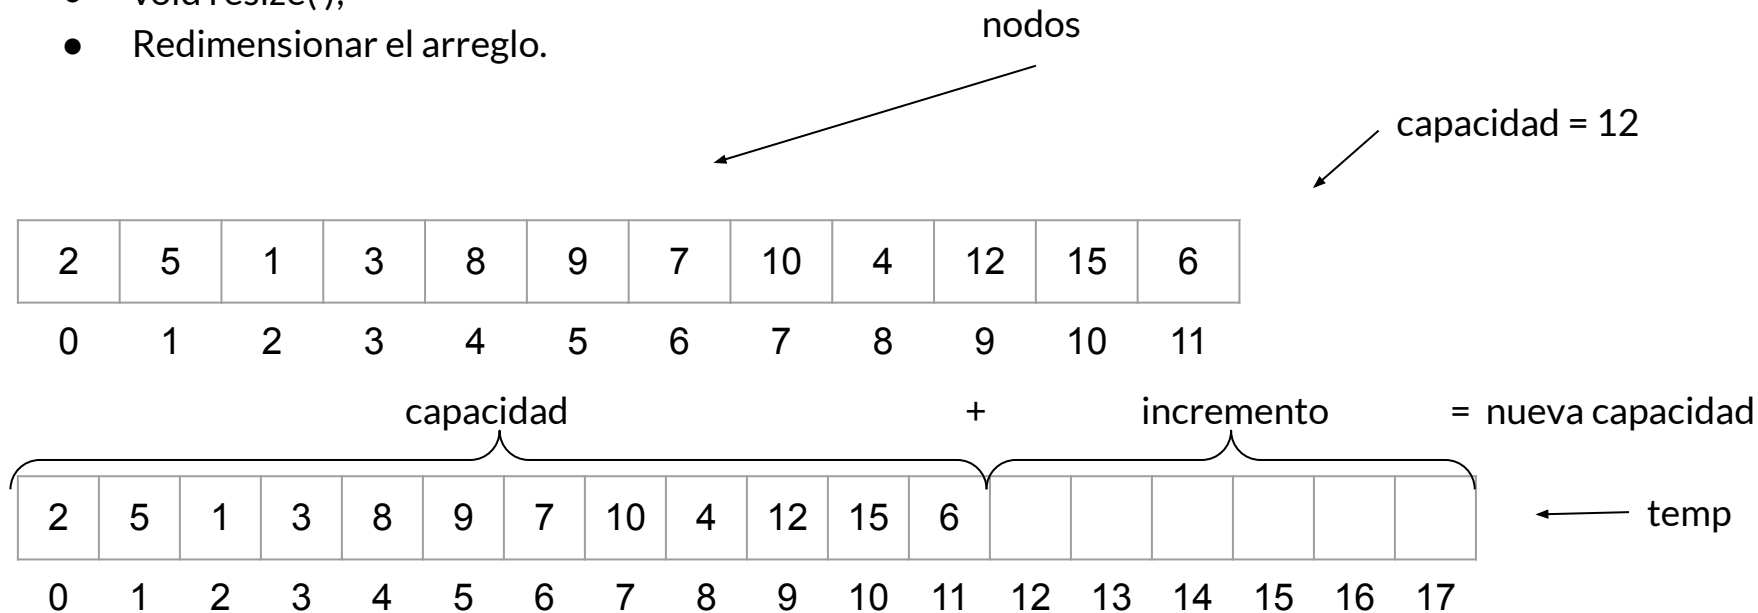 void resize();
● Redimensionar el arreglo.
nodos
capacidad = 12
2 5 1 3 8 9 7 10 4 12 15 6
0 1 2 3 4 5 6 7 8 9 10 11
capacidad + incremento = nueva capacidad
2 5 1 3 8 9 7 10 4 12 15 6
temp
0 1 2 3 4 5 6 7 8 9 10 11 12 13 14 15 16 17